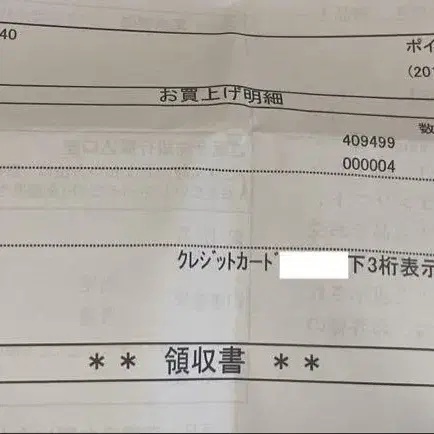 40
ポイ
(201
お買上げ明細
数
409499
000004
クレジットカード 下3桁表示
** 領収書 **